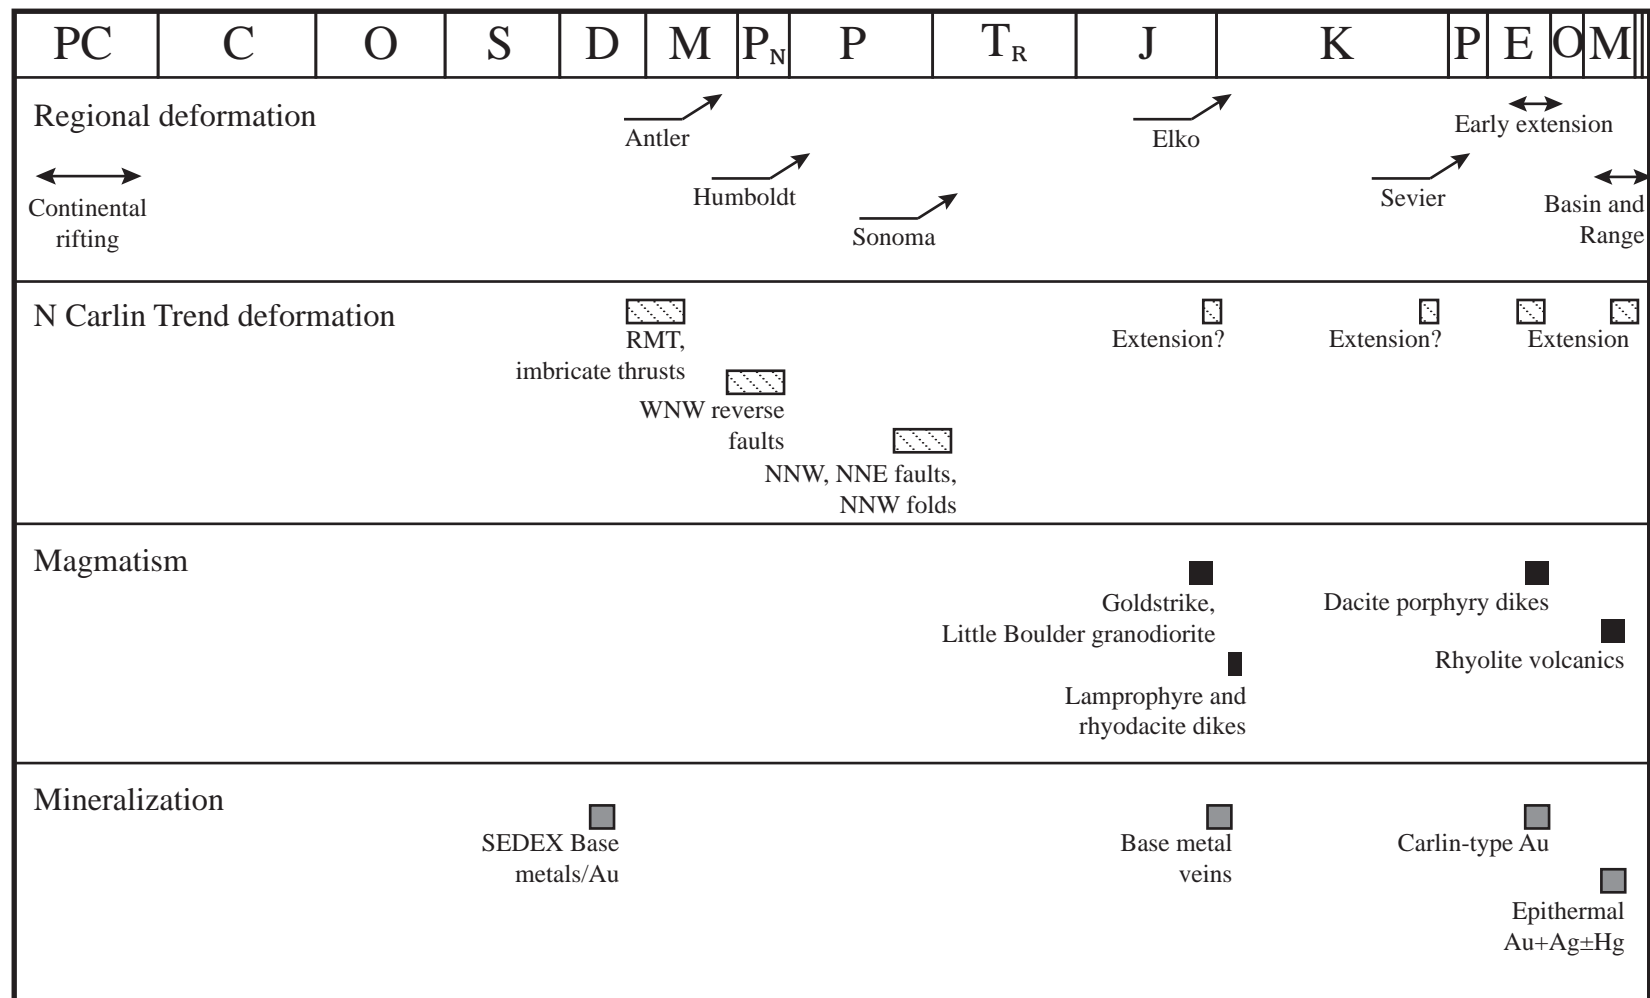 PC C O S D M PN P TR J K P E O M
Regional deformation
Antler
Elko
Early extension
Continental
rifting
Humboldt
Sonoma
Sevier
Basin and
Range
N Carlin Trend deformation
RMT,
imbricate thrusts
WNW reverse
faults
NNW, NNE faults,
NNW folds
Extension?
Extension?
Extension
Magmatism
Goldstrike,
Little Boulder granodiorite
Lamprophyre and
rhyodacite dikes
Dacite porphyry dikes
Rhyolite volcanics
Mineralization
SEDEX Base
metals/Au
Base metal
veins
Carlin-type Au
Epithermal
Au+Ag±Hg